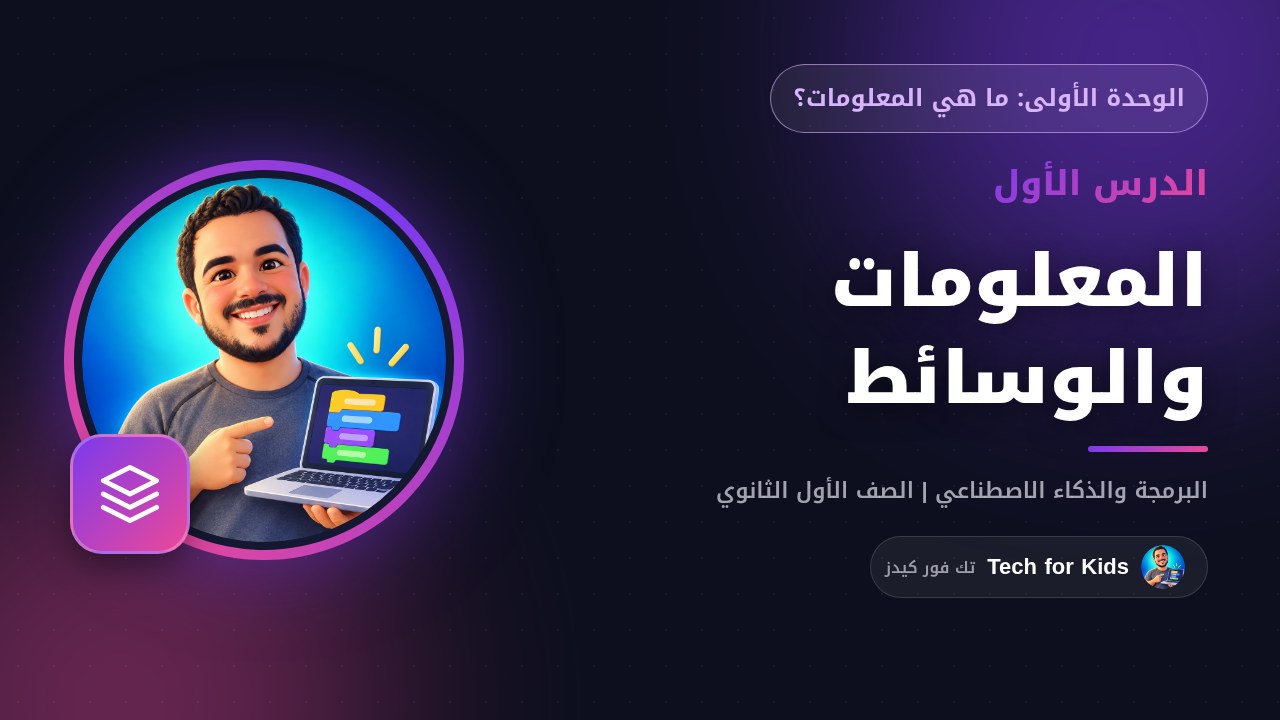 الوحدة الأولى: ما هي المعلومات؟
الدرس الأول
المعلومات
والوسائط
البرمجة والذكاء الاصطناعي | الصف الأول الثانوي
Tech for Kids تك فور كيدز